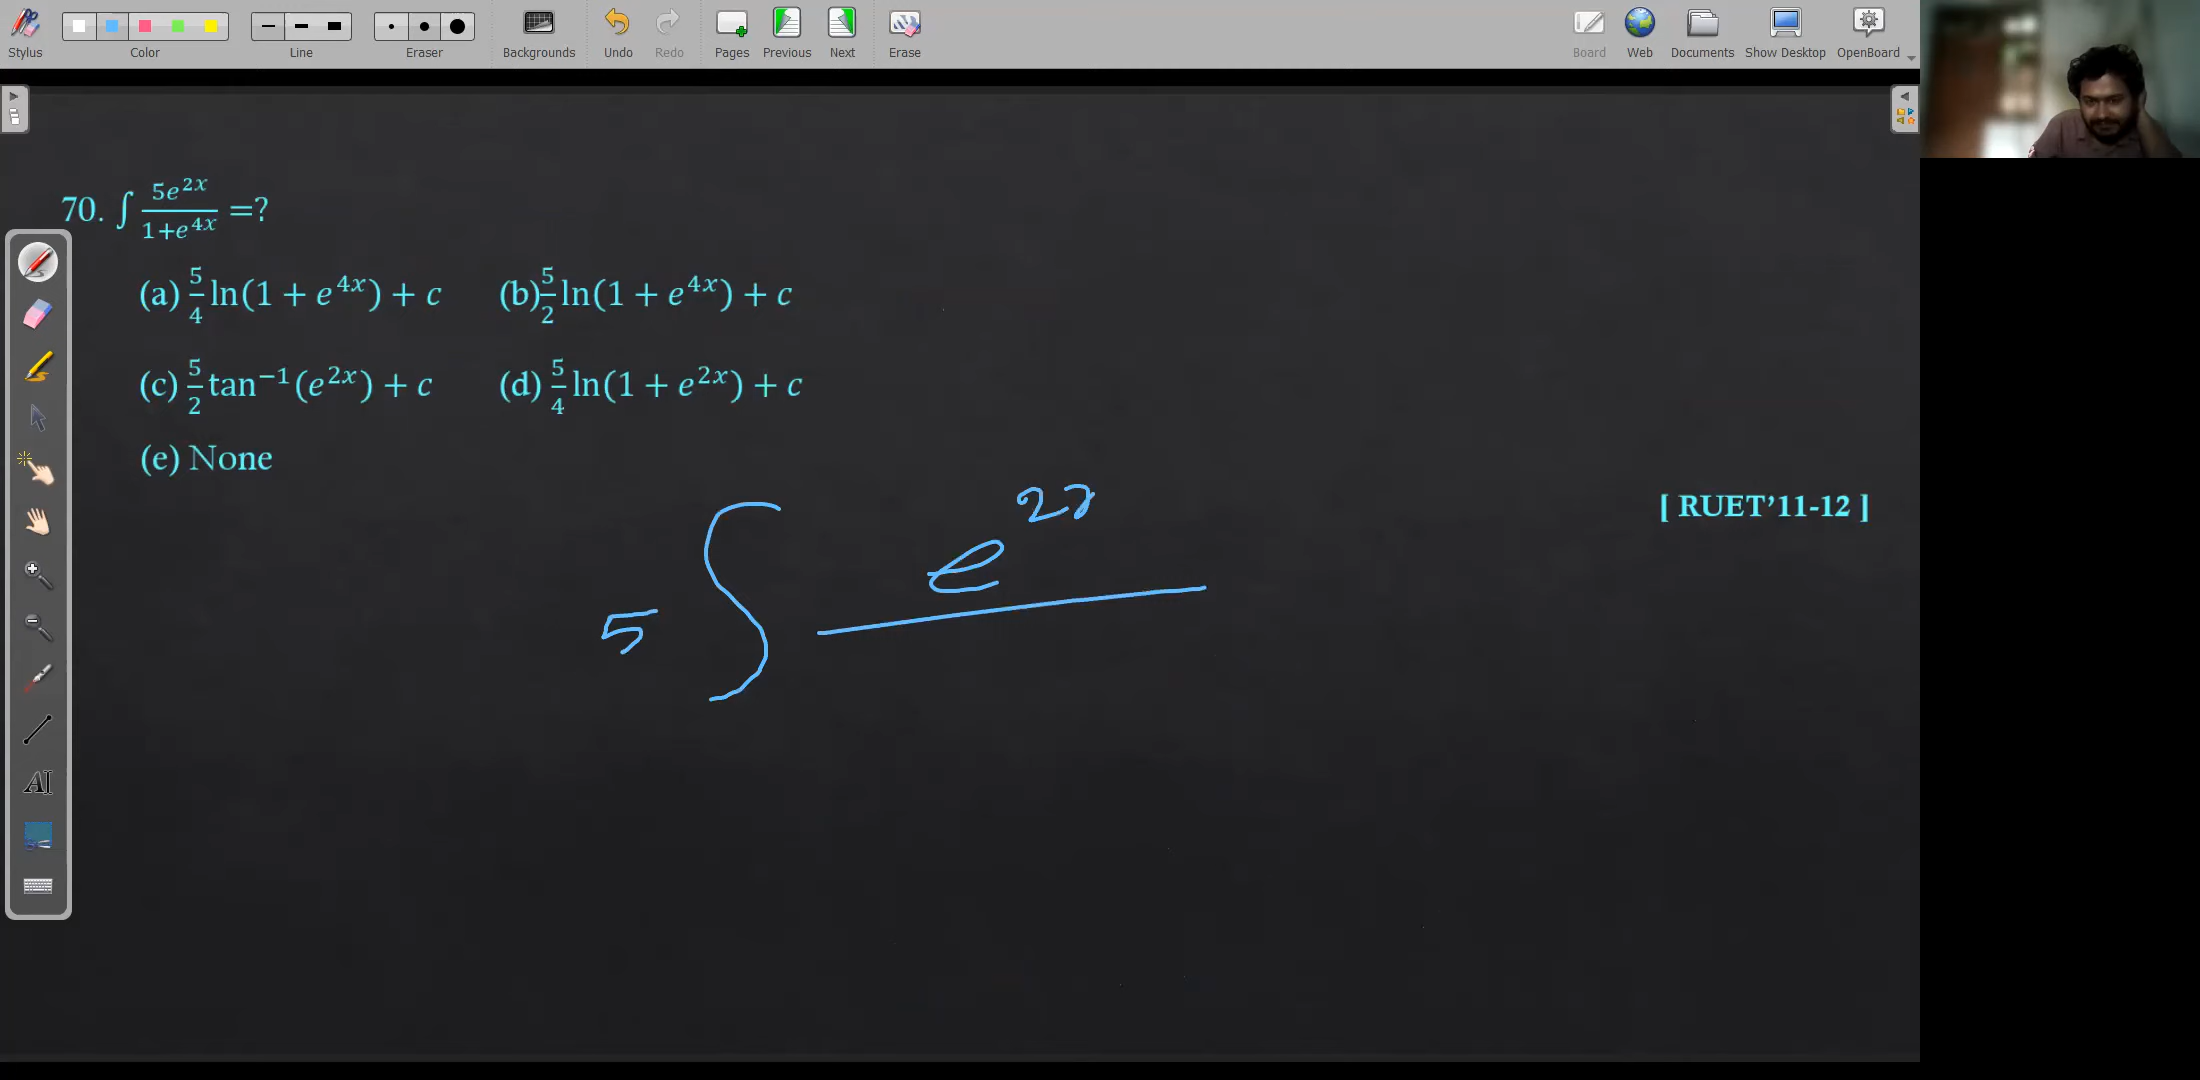 Stylus Color Line Eraser Backgrounds Undo Redo Pages Previous Next Erase Board Web Documents Show Desktop OpenBoard
70. ∫ 5e^{2x}/(1+e^{4x}) =?
(a) 5/4 ln(1 + e^{4x}) + c (b) 5/2 ln(1 + e^{4x}) + c
(c) 5/2 tan^{−1}(e^{2x}) + c (d) 5/4 ln(1 + e^{2x}) + c
(e) None
[ RUET’11-12 ]
5 ∫ e^{2x}
AI